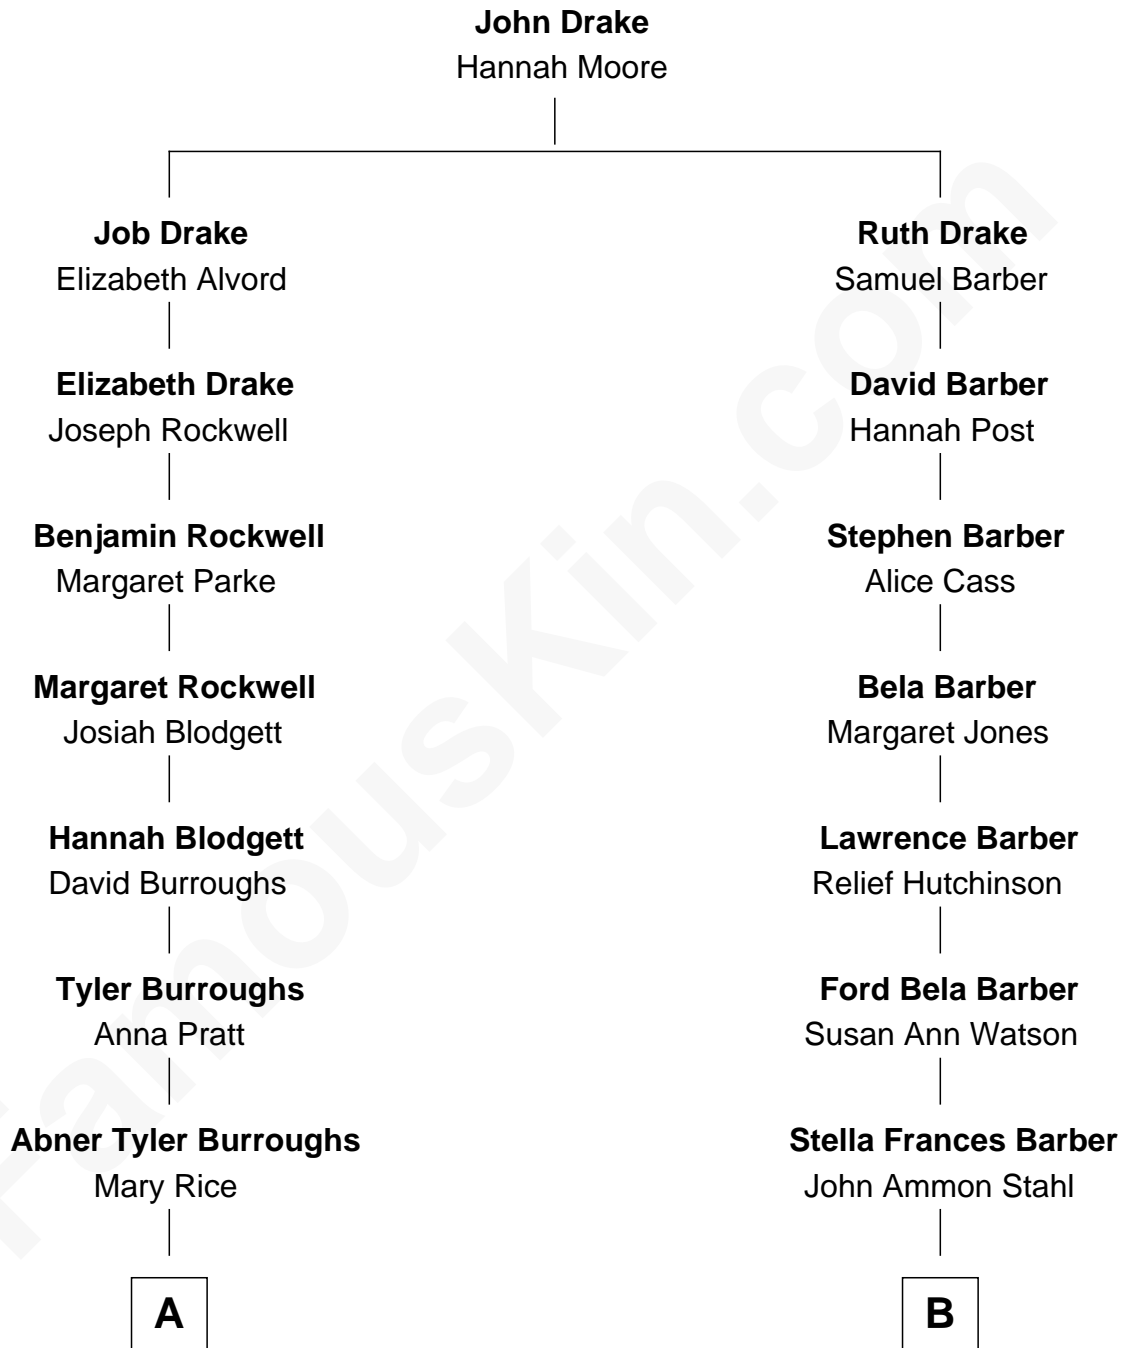 John Drake
Hannah Moore
Job Drake
Elizabeth Alvord
Ruth Drake
Samuel Barber
Elizabeth Drake
Joseph Rockwell
David Barber
Hannah Post
Benjamin Rockwell
Margaret Parke
Stephen Barber
Alice Cass
Margaret Rockwell
Josiah Blodgett
Bela Barber
Margaret Jones
Hannah Blodgett
David Burroughs
Lawrence Barber
Relief Hutchinson
Tyler Burroughs
Anna Pratt
Ford Bela Barber
Susan Ann Watson
Abner Tyler Burroughs
Mary Rice
Stella Frances Barber
John Ammon Stahl
A
B
FamousKin.com